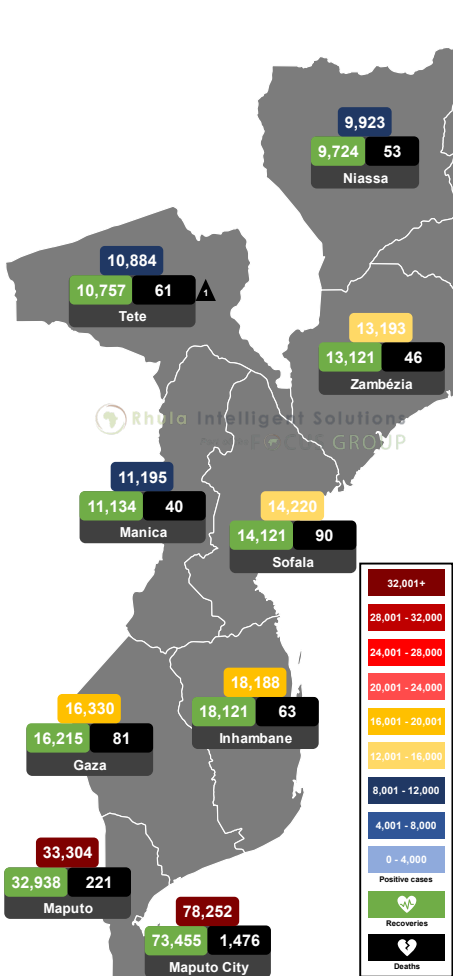 9,923
9,724 53
Niassa
10,884
10,757 61 1
Tete
13,193
13,121 46
Zambézia
Rhula Intelligent Solutions
FOCUS GROUP
11,195
11,134 40
Manica
14,220
14,121 90
Sofala
18,188
18,121 63
Inhambane
16,330
16,215 81
Gaza
33,304
32,938 221
Maputo
78,252
73,455 1,476
Maputo City
32,001+
28,001 - 32,000
24,001 - 28,000
20,001 - 24,000
16,001 - 20,001
12,001 - 16,000
8,001 - 12,000
4,001 - 8,000
0 - 4,000
Positive cases
Recoveries
Deaths